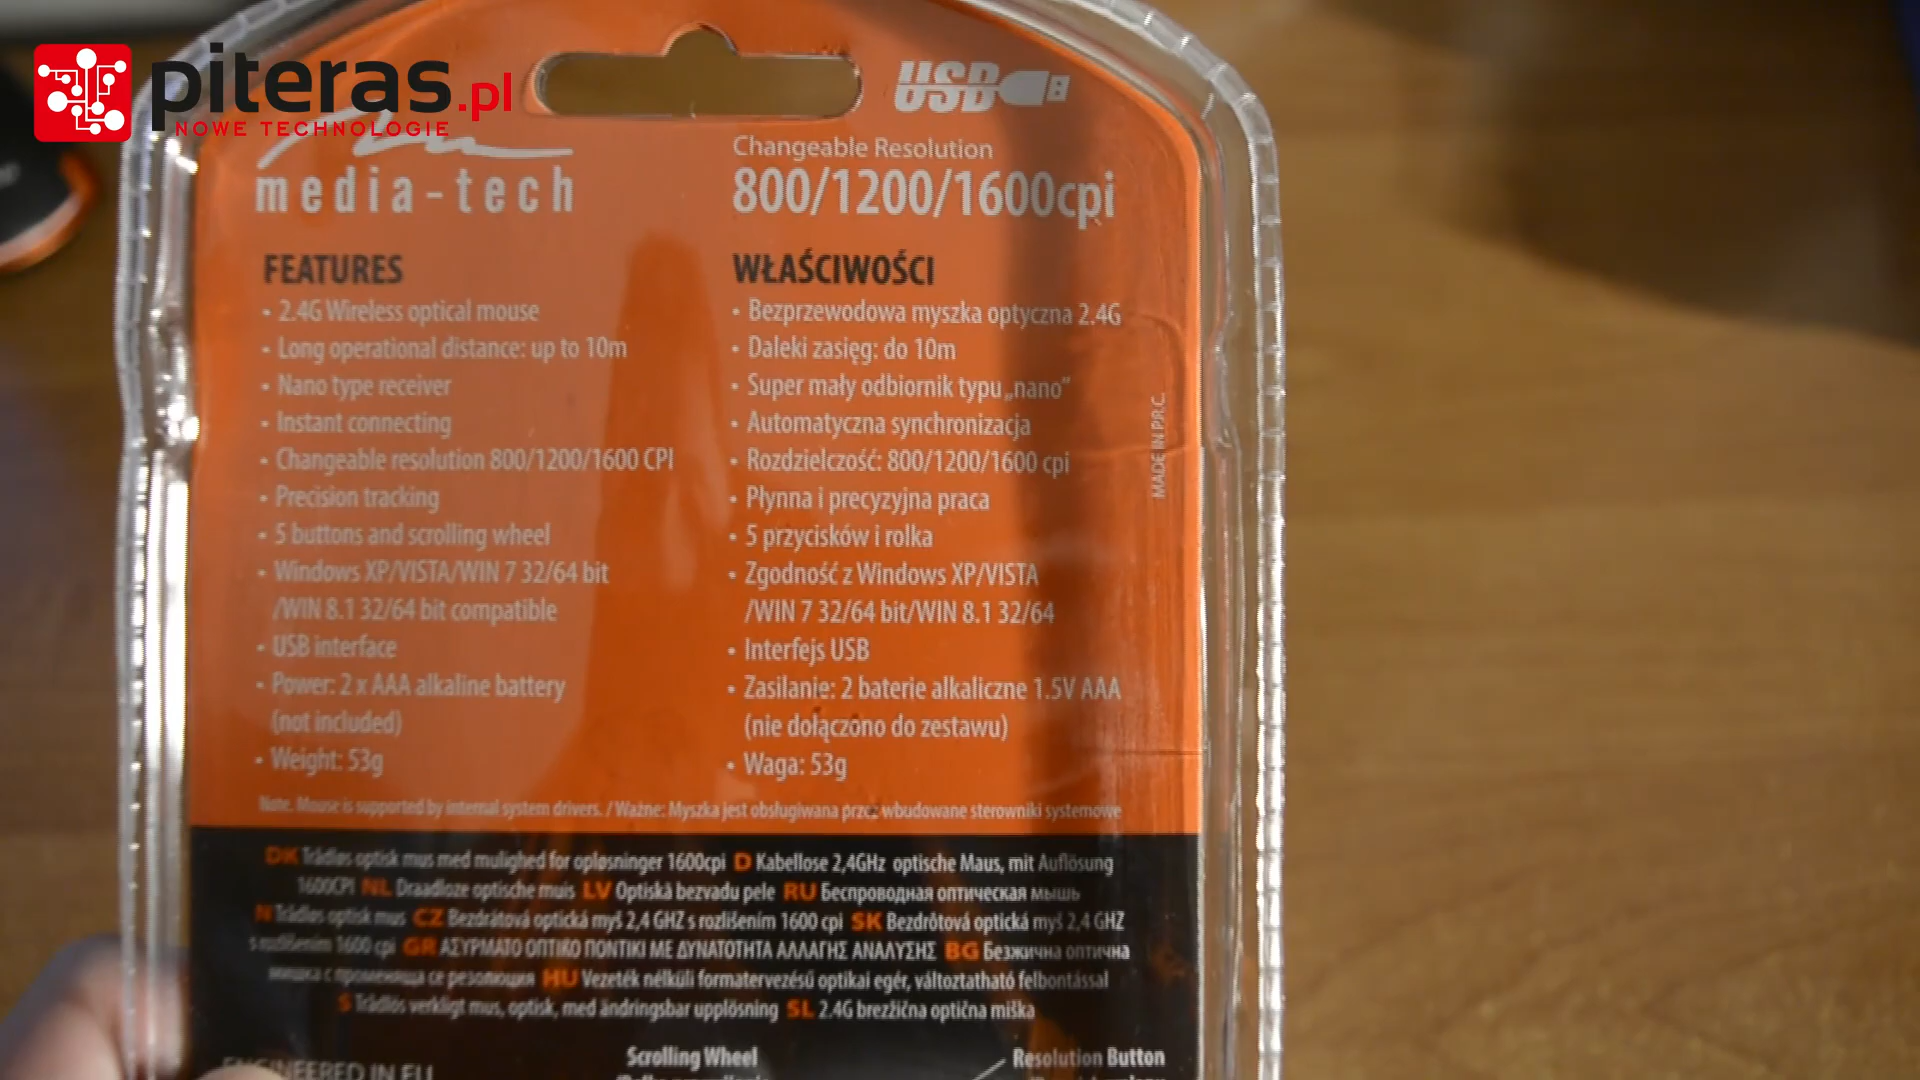 piteras.pl
NOWE TECHNOLOGIE
USB
media-tech
Changeable Resolution
800/1200/1600cpi
FEATURES
• 2.4G Wireless optical mouse
• Long operational distance: up to 10m
• Nano type receiver
• Instant connecting
• Changeable resolution 800/1200/1600 CPI
• Precision tracking
• 5 buttons and scrolling wheel
• Windows XP/VISTA/WIN 7 32/64 bit
/WIN 8.1 32/64 bit compatible
• USB interface
• Power: 2 x AAA alkaline battery
(not included)
• Weight: 53g
WŁAŚCIWOŚCI
• Bezprzewodowa myszka optyczna 2.4G
• Daleki zasięg: do 10m
• Super mały odbiornik typu „nano”
• Automatyczna synchronizacja
• Rozdzielczość: 800/1200/1600 cpi
• Płynna i precyzyjna praca
• 5 przycisków i rolka
• Zgodność z Windows XP/VISTA
/WIN 7 32/64 bit/WIN 8.1 32/64
• Interfejs USB
• Zasilanie: 2 baterie alkaliczne 1.5V AAA
(nie dołączono do zestawu)
• Waga: 53g
MADE IN P.R.C.
Note. Mouse is supported by internal system drivers. / Ważne: Myszka jest obsługiwana przez wbudowane sterowniki systemowe
DK Trådløs optisk mus med mulighed for opløsninger 1600cpi D Kabellose 2,4GHz optische Maus, mit Auflösung
1600CPI NL Draadloze optische muis LV Optiskā bezvadu pele RU Беспроводная оптическая мышь
N Trådløs optisk mus CZ Bezdrátová optická myš 2,4 GHZ s rozlišením 1600 cpi SK Bezdrôtová optická myš 2,4 GHZ
s rozlíšením 1600 cpi GR ΑΣΥΡΜΑΤΟ ΟΠΤΙΚΟ ΠΟΝΤΙΚΙ ΜΕ ΔΥΝΑΤΟΤΗΤΑ ΑΛΛΑΓΗΣ ΑΝΑΛΥΣΗΣ BG Безжична оптична
мишка с променяща се резолюция HU Vezeték nélküli formatervezésű optikai egér, változtatható felbontással
S Trådlös verkligt mus, optisk, med ändringsbar upplösning SL 2.4G brezžična optična miška
ENGINEERED IN EU
Scrolling Wheel
Resolution Button